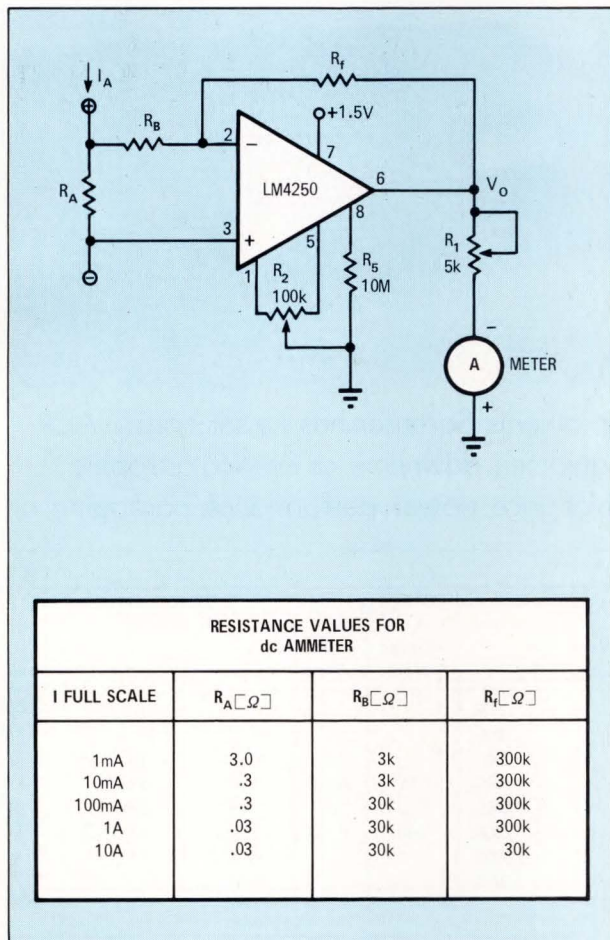 I_A
R_f
+1.5V
R_B
2
−
7
LM4250
6
V_o
R_A
3
+
8
5
1
R_2
100k
R_5
10M
R_1
5k
−
A
METER
+
RESISTANCE VALUES FOR
dc AMMETER
I FULL SCALE R_A[Ω] R_B[Ω] R_f[Ω]
1mA 3.0 3k 300k
10mA .3 3k 300k
100mA .3 30k 300k
1A .03 30k 300k
10A .03 30k 30k